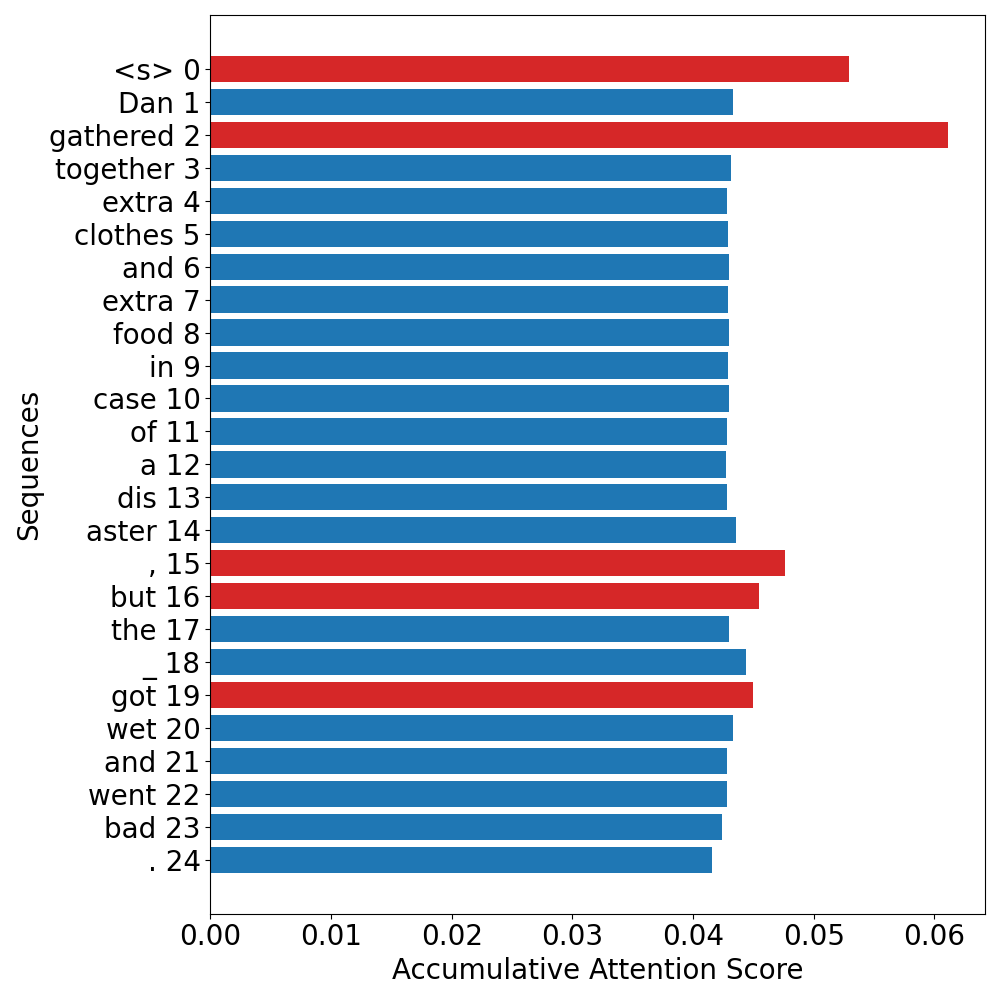 <s> 0
Dan 1
gathered 2
together 3
extra 4
clothes 5
and 6
extra 7
food 8
in 9
case 10
of 11
a 12
dis 13
aster 14
, 15
but 16
the 17
_ 18
got 19
wet 20
and 21
went 22
bad 23
. 24
Sequences
0.00 0.01 0.02 0.03 0.04 0.05 0.06
Accumulative Attention Score